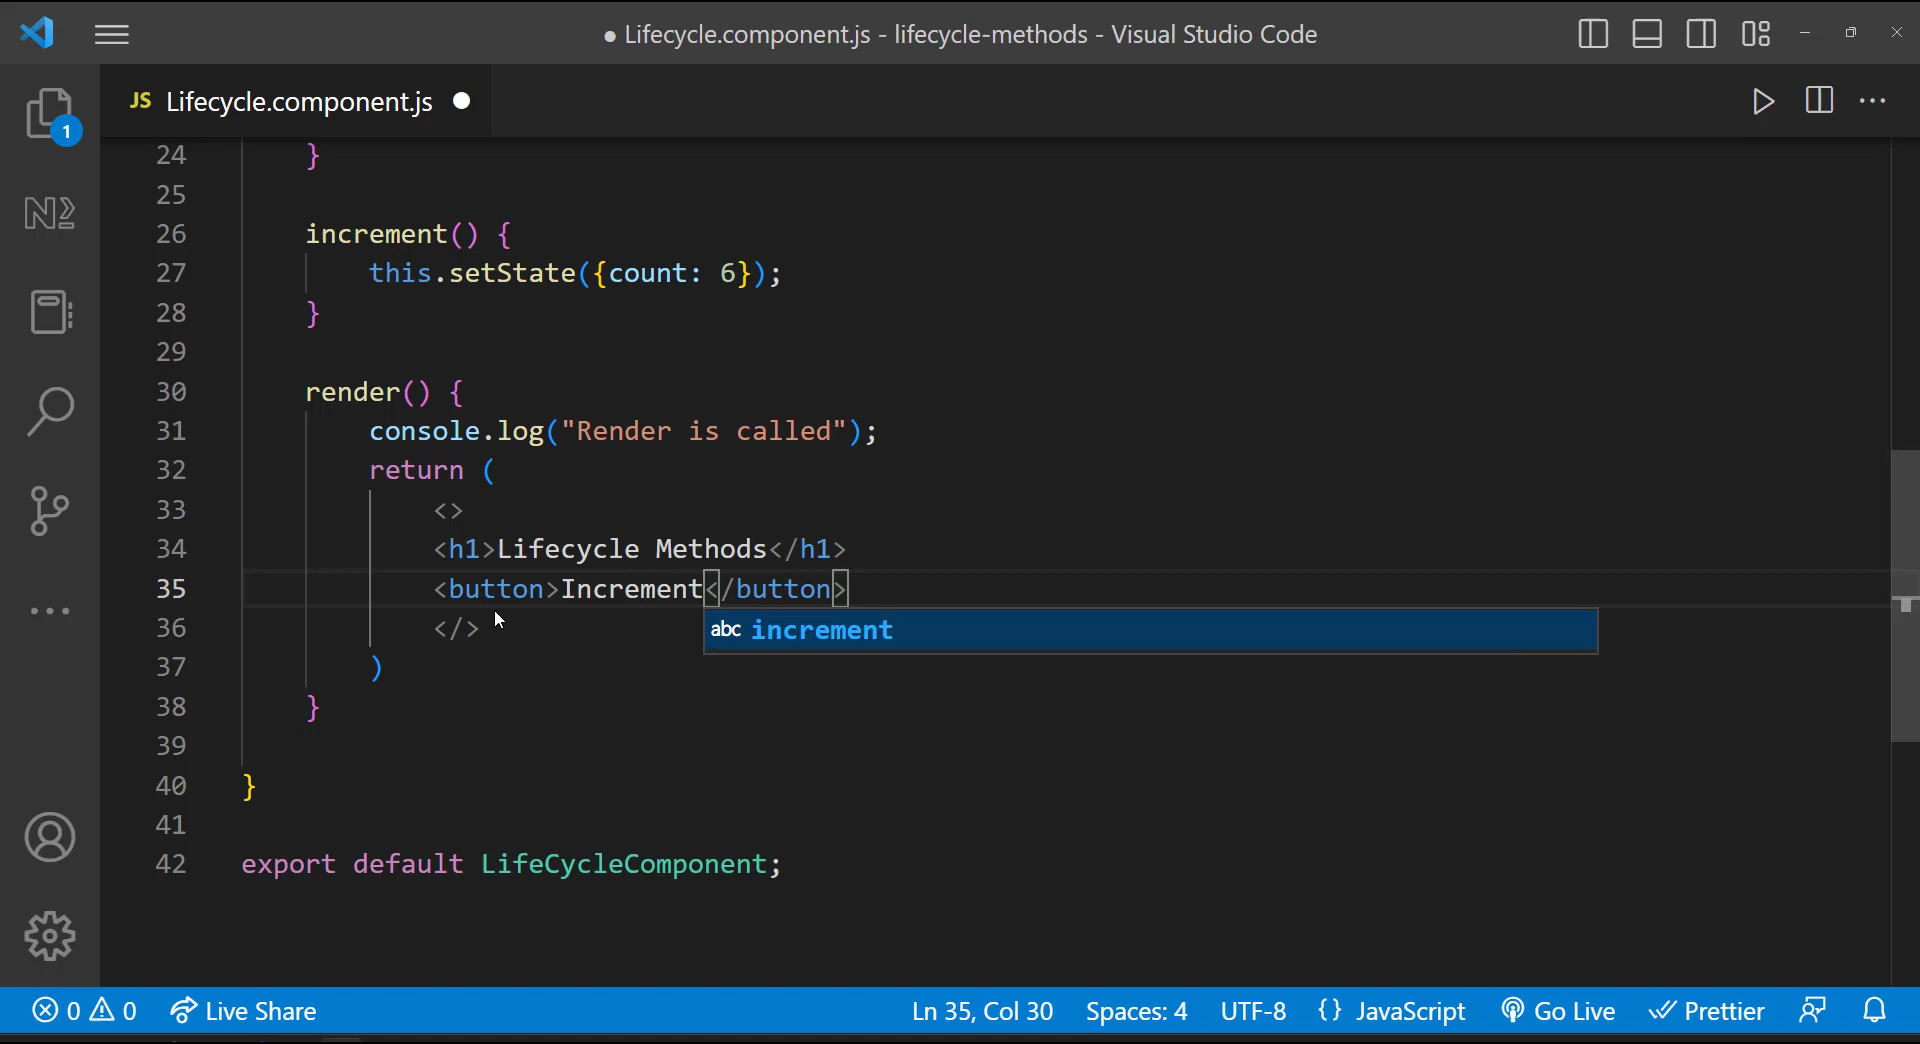 ● Lifecycle.component.js - lifecycle-methods - Visual Studio Code
JS Lifecycle.component.js ●
1
24 }
25
26 increment() {
27 this.setState({count: 6});
28 }
29
30 render() {
31 console.log("Render is called");
32 return (
33 <>
34 <h1>Lifecycle Methods</h1>
35 <button>Increment</button>
abc increment
36 </>
37 )
38 }
39
40 }
41
42 export default LifeCycleComponent;
0 0 Live Share Ln 35, Col 30 Spaces: 4 UTF-8 {} JavaScript Go Live Prettier